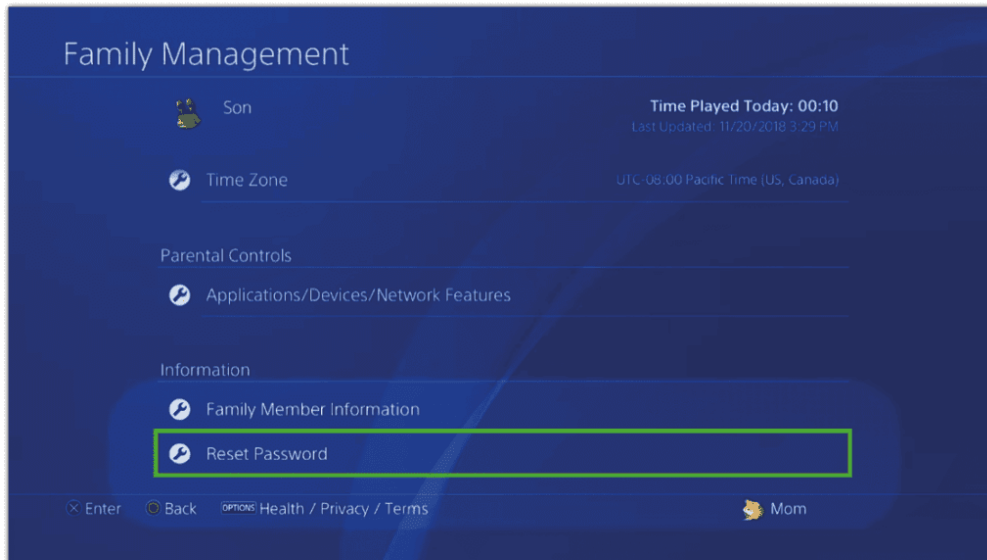 Family Management
Son
Time Played Today: 00:10
Last Updated: 11/20/2018 3:29 PM
Time Zone
UTC-08:00 Pacific Time (US, Canada)
Parental Controls
Applications/Devices/Network Features
Information
Family Member Information
Reset Password
Enter Back OPTIONS Health / Privacy / Terms Mom